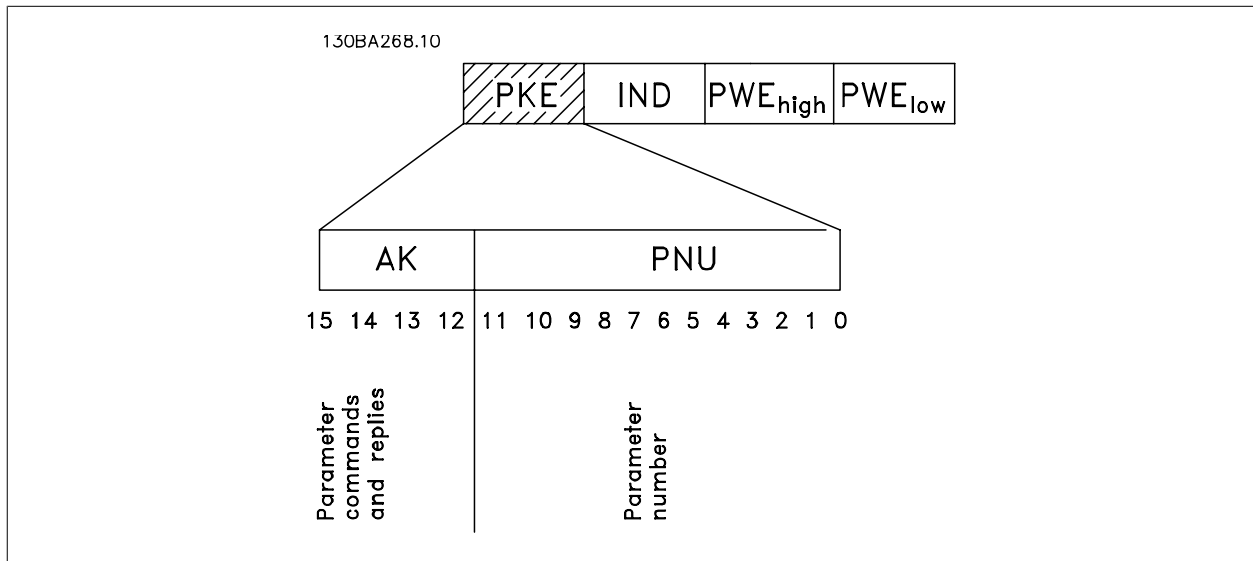 130BA268.10
PKE IND PWEhigh PWElow
AK PNU
15 14 13 12 11 10 9 8 7 6 5 4 3 2 1 0
Parameter
commands
and replies
Parameter
number